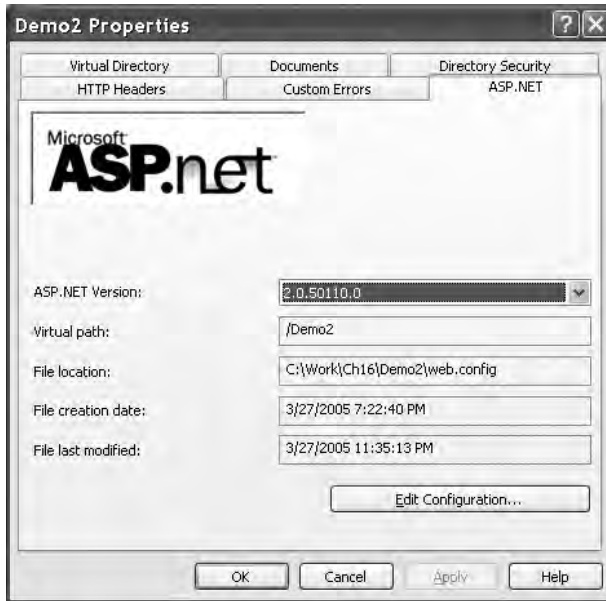 Demo2 Properties
Virtual Directory
Documents
Directory Security
HTTP Headers
Custom Errors
ASP.NET
Microsoft
ASP.net
ASP.NET Version:
2.0.50110.0
Virtual path:
/Demo2
File location:
C:\Work\Ch16\Demo2\web.config
File creation date:
3/27/2005 7:22:40 PM
File last modified:
3/27/2005 11:35:13 PM
Edit Configuration...
OK
Cancel
Apply
Help